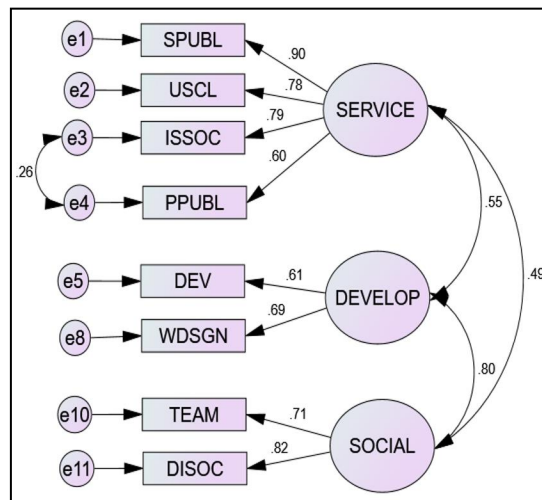 e1 SPUBL
.90
e2 USCL .78
SERVICE
e3 ISSOC .79
.26
.60
e4 PPUBL
.55
.49
e5 DEV .61
DEVELOP
e8 WDSGN .69
.80
e10 TEAM .71
SOCIAL
e11 DISOC .82